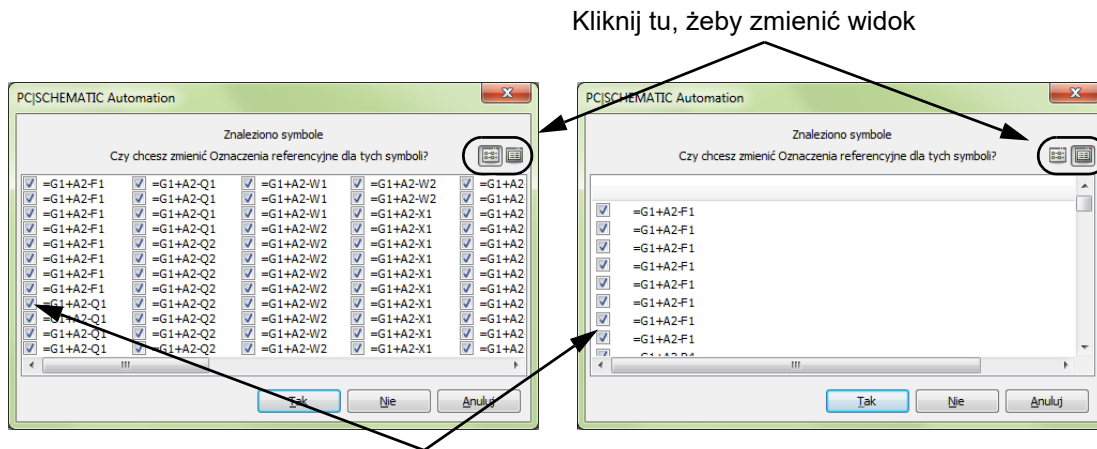 Kliknij tu, żeby zmienić widok
PC|SCHEMATIC Automation
Znaleziono symbole
Czy chcesz zmienić Oznaczenia referencyjne dla tych symboli?
=G1+A2-F1 =G1+A2-Q1 =G1+A2-W1 =G1+A2-W2 =G1+A2
=G1+A2-F1 =G1+A2-Q1 =G1+A2-W1 =G1+A2-W2 =G1+A2
=G1+A2-F1 =G1+A2-Q1 =G1+A2-W1 =G1+A2-X1 =G1+A2
=G1+A2-F1 =G1+A2-Q1 =G1+A2-W2 =G1+A2-X1 =G1+A2
=G1+A2-F1 =G1+A2-Q2 =G1+A2-W2 =G1+A2-X1 =G1+A2
=G1+A2-F1 =G1+A2-Q2 =G1+A2-W2 =G1+A2-X1 =G1+A2
=G1+A2-F1 =G1+A2-Q2 =G1+A2-W2 =G1+A2-X1 =G1+A2
=G1+A2-F1 =G1+A2-Q2 =G1+A2-W2 =G1+A2-X1 =G1+A2
=G1+A2-Q1 =G1+A2-Q2 =G1+A2-W2 =G1+A2-X1 =G1+A2
=G1+A2-Q1 =G1+A2-Q2 =G1+A2-W2 =G1+A2-X1 =G1+A2
=G1+A2-Q1 =G1+A2-Q2 =G1+A2-W2 =G1+A2-X1 =G1+A2
=G1+A2-Q1 =G1+A2-Q2 =G1+A2-W2 =G1+A2-X1 =G1+A2
Tak Nie Anuluj
PC|SCHEMATIC Automation
Znaleziono symbole
Czy chcesz zmienić Oznaczenia referencyjne dla tych symboli?
=G1+A2-F1
=G1+A2-F1
=G1+A2-F1
=G1+A2-F1
=G1+A2-F1
=G1+A2-F1
=G1+A2-F1
=G1+A2-F1
Tak Nie Anuluj